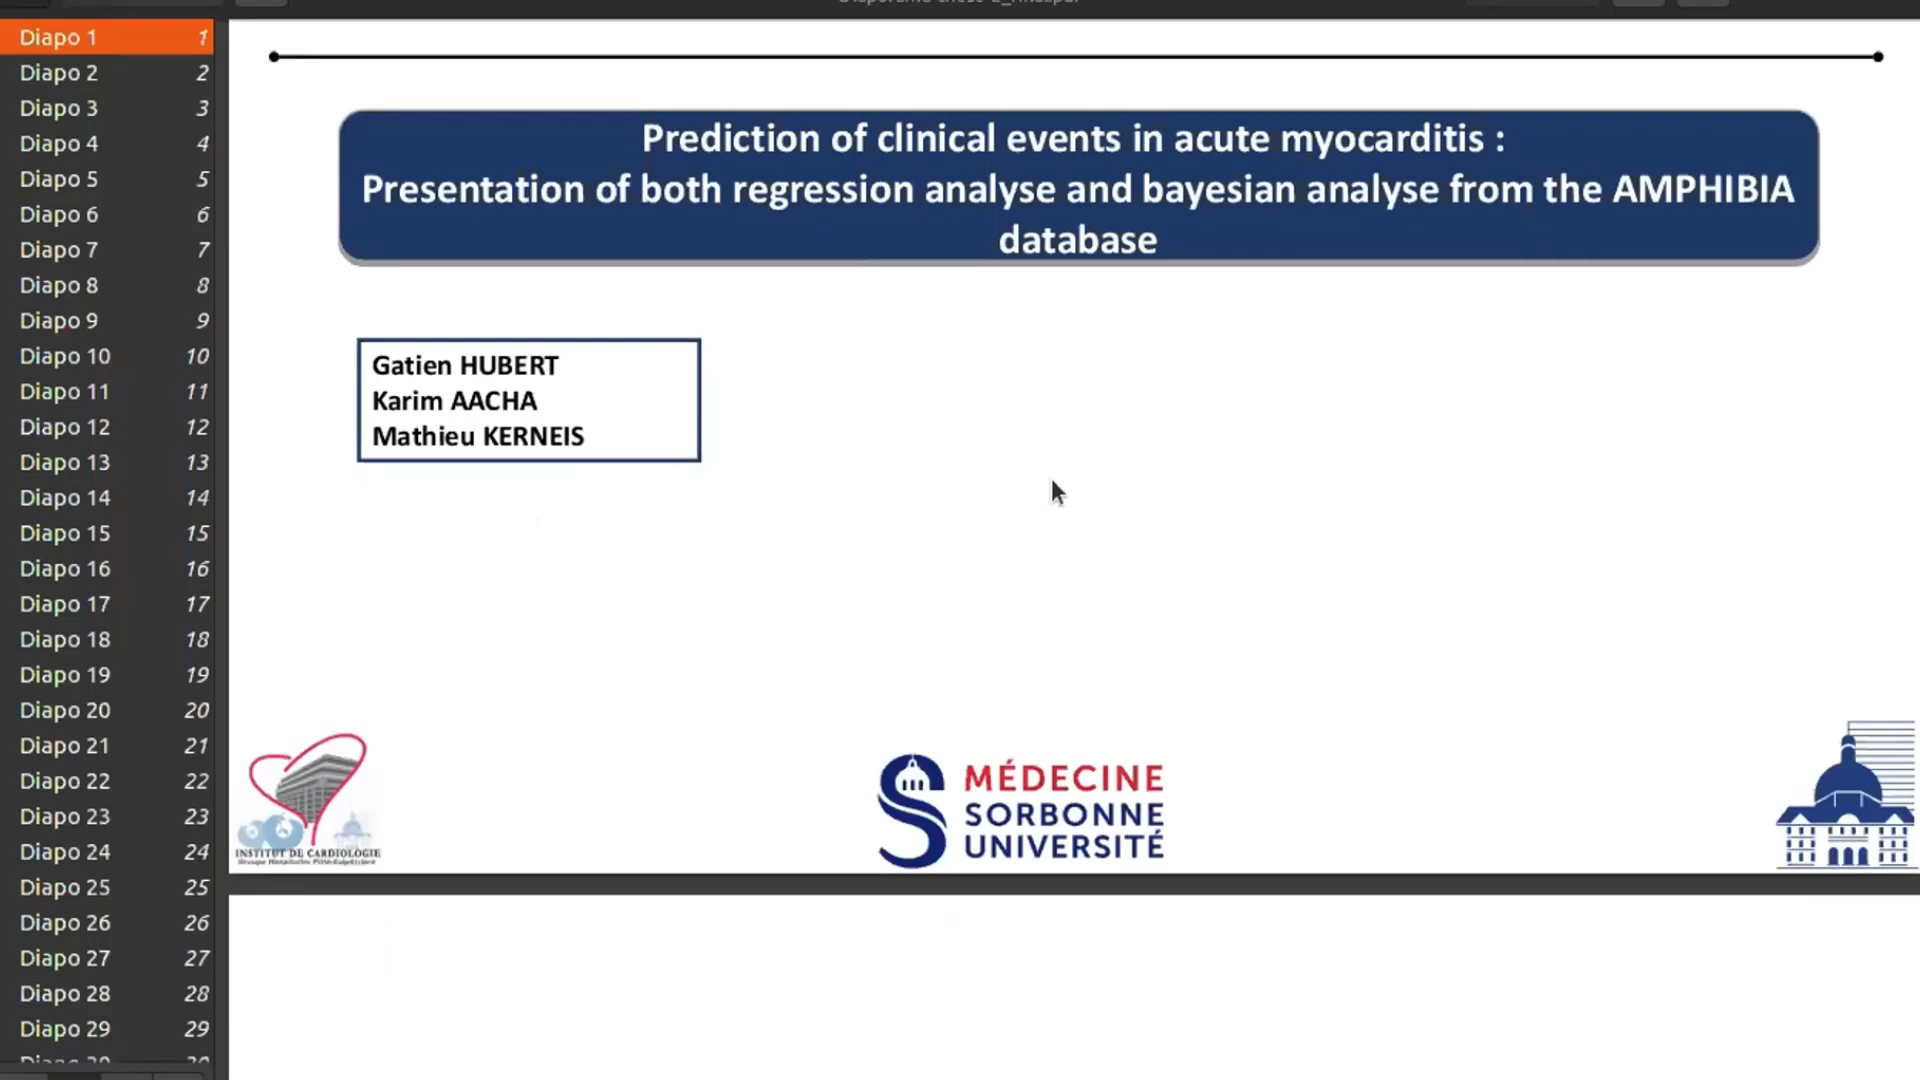 Diapo 1 1
Diapo 2 2
Diapo 3 3
Diapo 4 4
Diapo 5 5
Diapo 6 6
Diapo 7 7
Diapo 8 8
Diapo 9 9
Diapo 10 10
Diapo 11 11
Diapo 12 12
Diapo 13 13
Diapo 14 14
Diapo 15 15
Diapo 16 16
Diapo 17 17
Diapo 18 18
Diapo 19 19
Diapo 20 20
Diapo 21 21
Diapo 22 22
Diapo 23 23
Diapo 24 24
Diapo 25 25
Diapo 26 26
Diapo 27 27
Diapo 28 28
Diapo 29 29
Prediction of clinical events in acute myocarditis :
Presentation of both regression analyse and bayesian analyse from the AMPHIBIA
database
Gatien HUBERT
Karim AACHA
Mathieu KERNEIS
INSTITUT DE CARDIOLOGIE
MÉDECINE
SORBONNE
UNIVERSITÉ